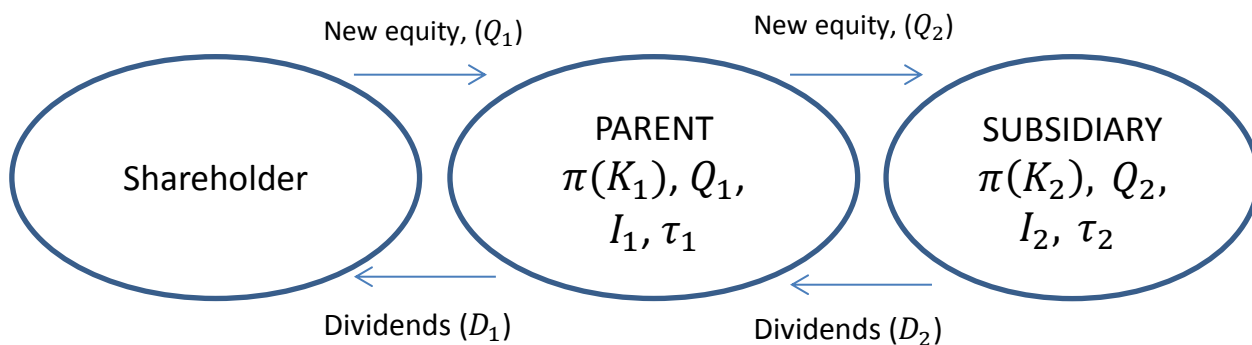 New equity, (Q₁)
New equity, (Q₂)
Shareholder
PARENT
π(K₁), Q₁,
I₁, τ₁
SUBSIDIARY
π(K₂), Q₂,
I₂, τ₂
Dividends (D₁)
Dividends (D₂)